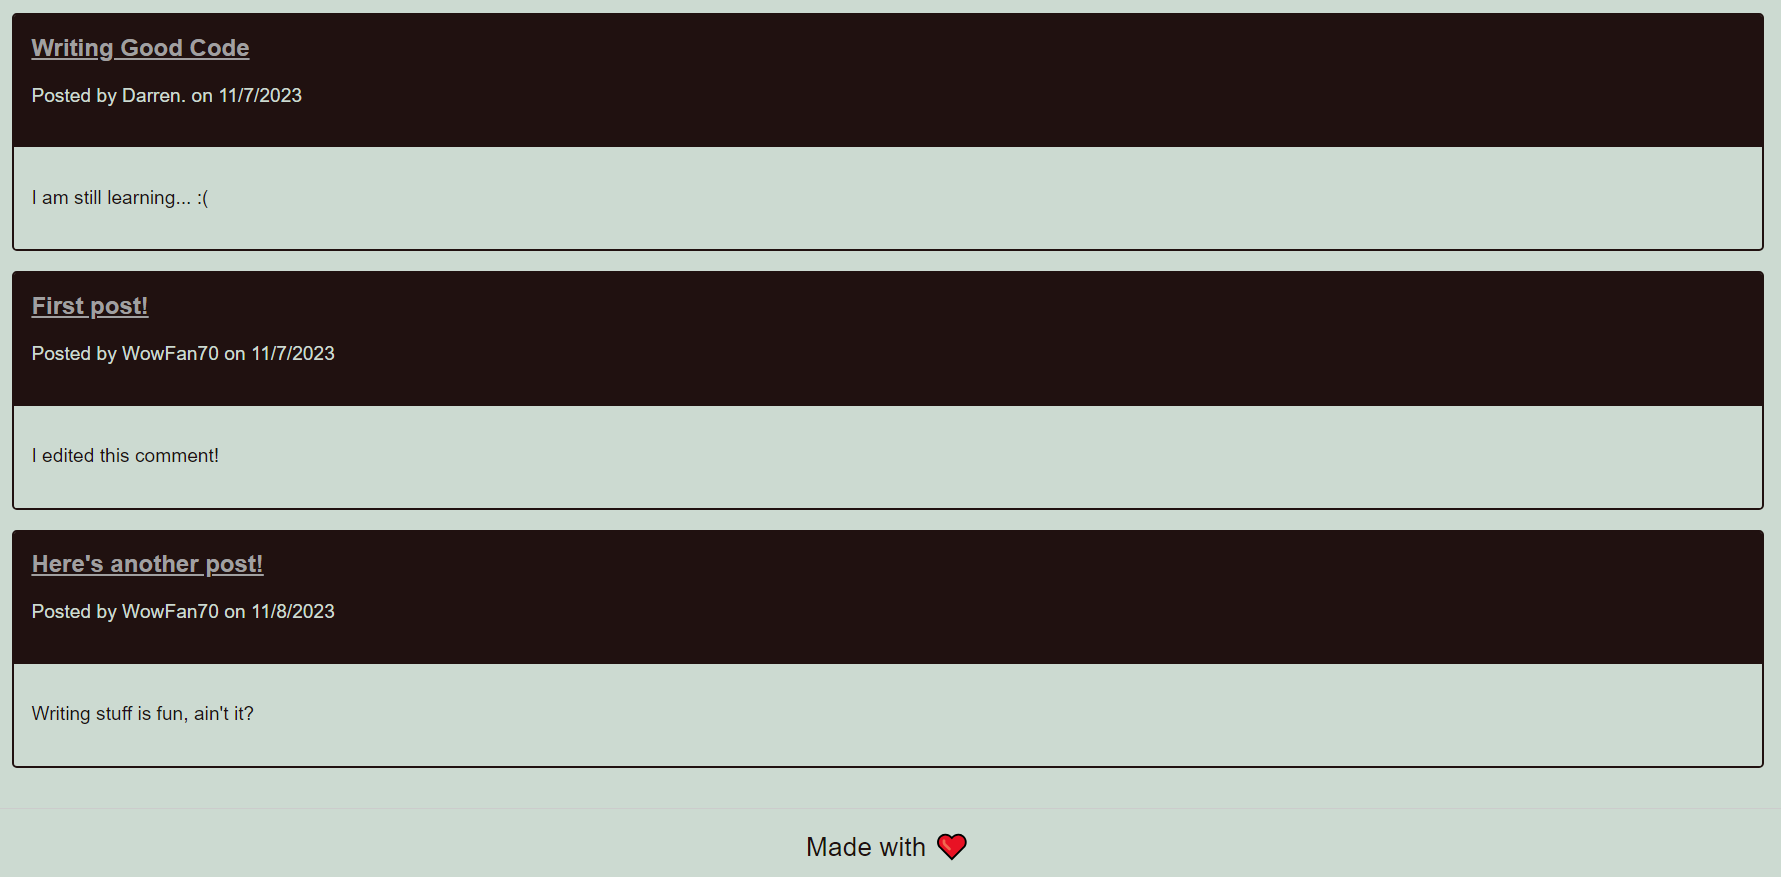 Writing Good Code
Posted by Darren. on 11/7/2023
I am still learning... :(
First post!
Posted by WowFan70 on 11/7/2023
I edited this comment!
Here's another post!
Posted by WowFan70 on 11/8/2023
Writing stuff is fun, ain't it?
Made with ❤️